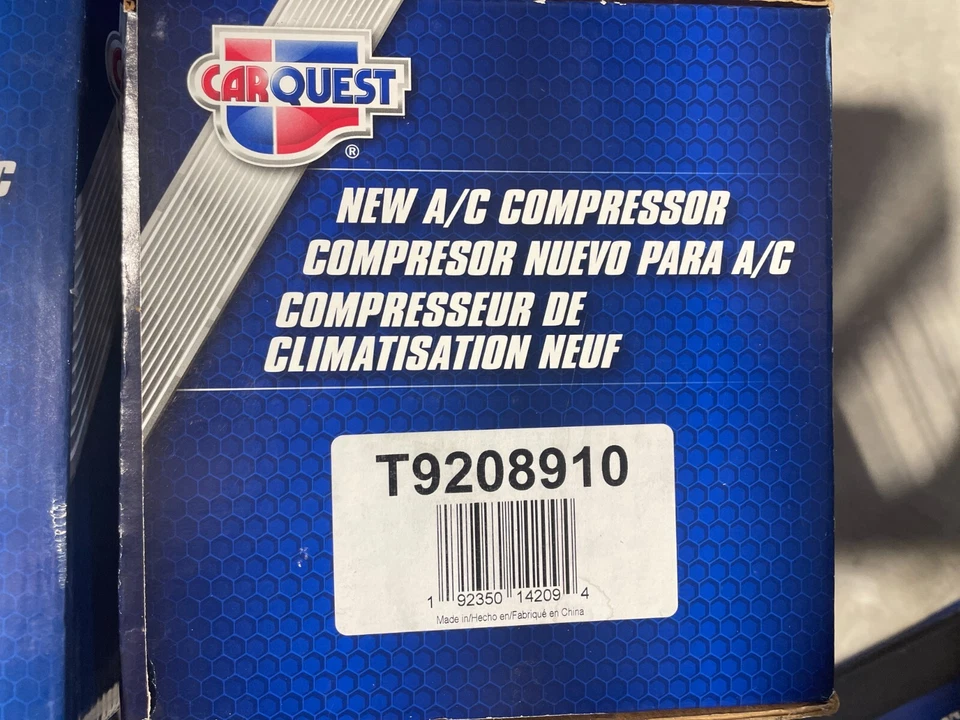 CARQUEST
®
NEW A/C COMPRESSOR
COMPRESOR NUEVO PARA A/C
COMPRESSEUR DE
CLIMATISATION NEUF
T9208910
1 92350 14209 4
Made in/Hecho en/Fabriqué en China
C